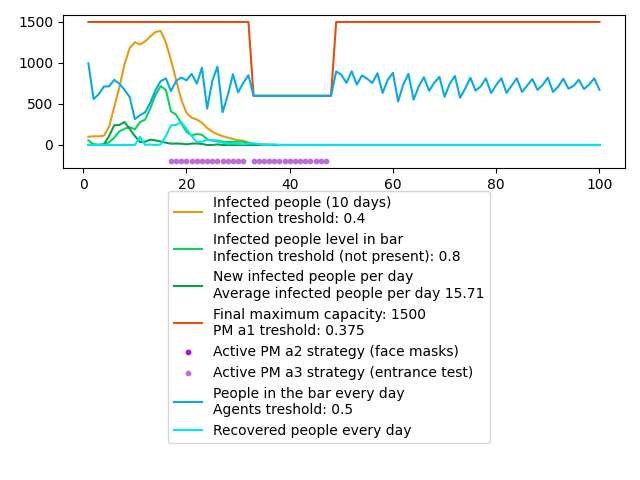 1500
1000
500
0
0
20
40
60
80
100
Infected people (10 days)
Infection treshold: 0.4
Infected people level in bar
Infection treshold (not present): 0.8
New infected people per day
Average infected people per day 15.71
Final maximum capacity: 1500
PM a1 treshold: 0.375
Active PM a2 strategy (face masks)
Active PM a3 strategy (entrance test)
People in the bar every day
Agents treshold: 0.5
Recovered people every day